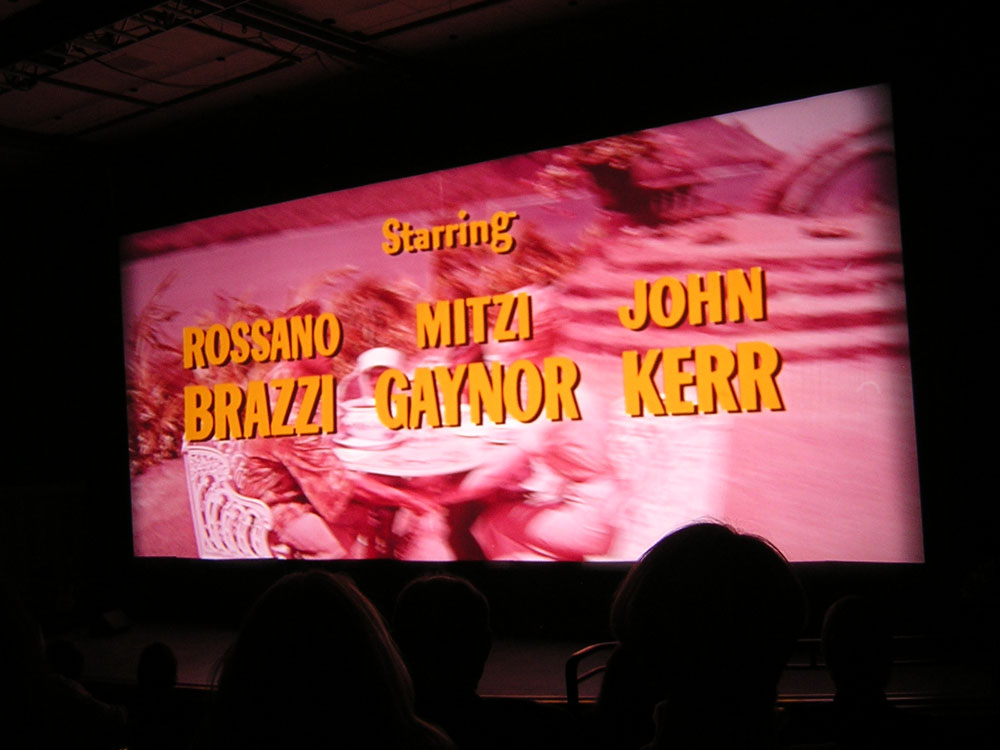 Starring
ROSSANO BRAZZI
MITZI GAYNOR
JOHN KERR